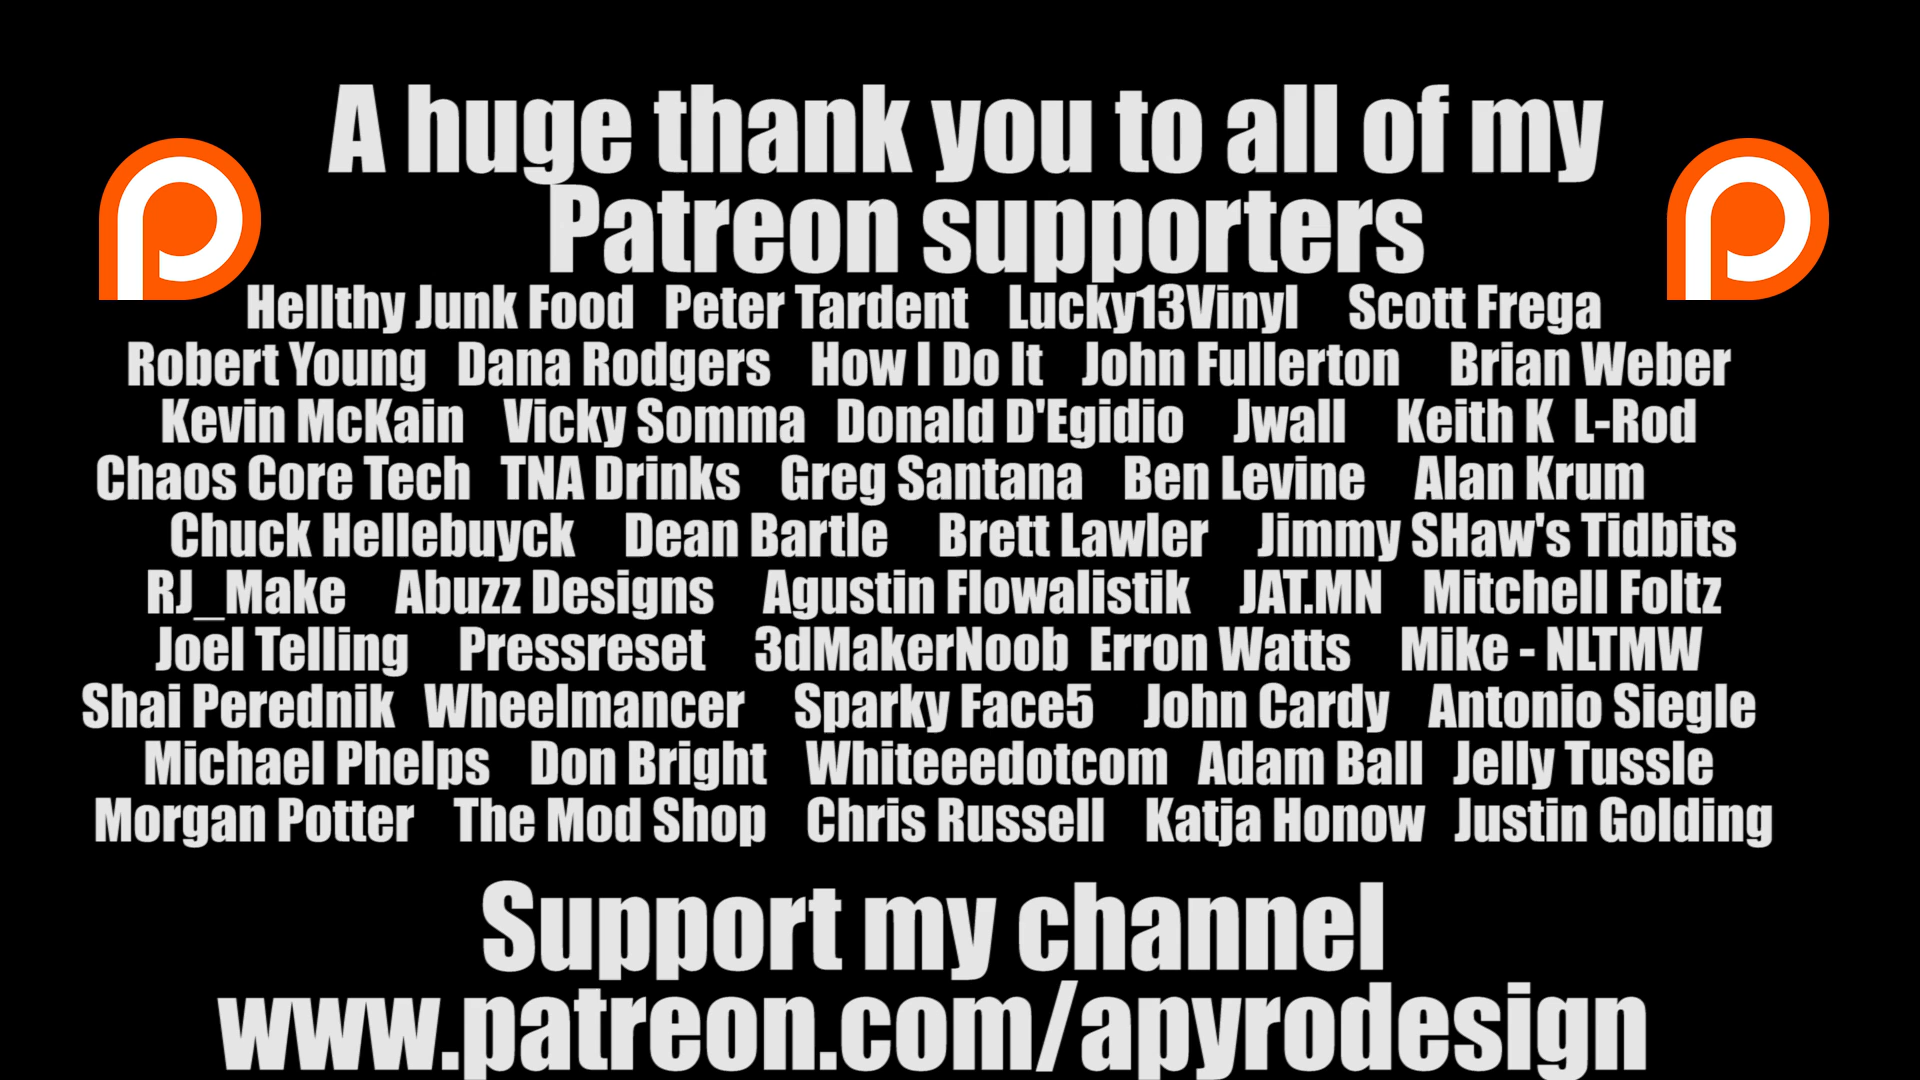 A huge thank you to all of my
Patreon supporters
Hellthy Junk Food Peter Tardent Lucky13Vinyl Scott Frega
Robert Young Dana Rodgers How I Do It John Fullerton Brian Weber
Kevin McKain Vicky Somma Donald D'Egidio Jwall Keith K L-Rod
Chaos Core Tech TNA Drinks Greg Santana Ben Levine Alan Krum
Chuck Hellebuyck Dean Bartle Brett Lawler Jimmy SHaw's Tidbits
RJ_Make Abuzz Designs Agustin Flowalistik JAT.MN Mitchell Foltz
Joel Telling Pressreset 3dMakerNoob Erron Watts Mike - NLTMW
Shai Perednik Wheelmancer Sparky Face5 John Cardy Antonio Siegle
Michael Phelps Don Bright Whiteeedotcom Adam Ball Jelly Tussle
Morgan Potter The Mod Shop Chris Russell Katja Honow Justin Golding
Support my channel
www.patreon.com/apyrodesign